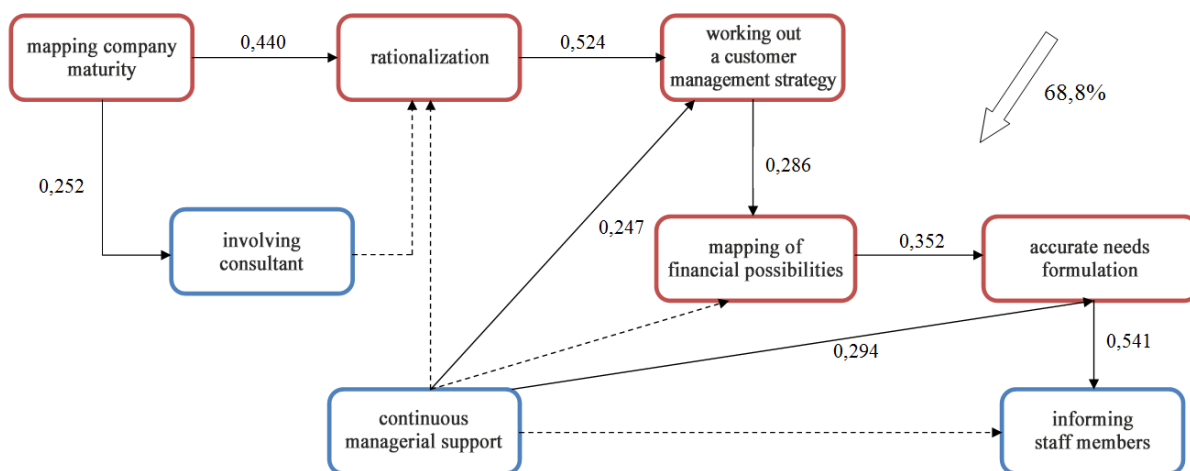 mapping company
maturity
0,440
rationalization
0,524
working out
a customer
management strategy
68,8%
0,252
0,286
involving
consultant
0,247
mapping of
financial possibilities
0,352
accurate needs
formulation
0,294
0,541
continuous
managerial support
informing
staff members